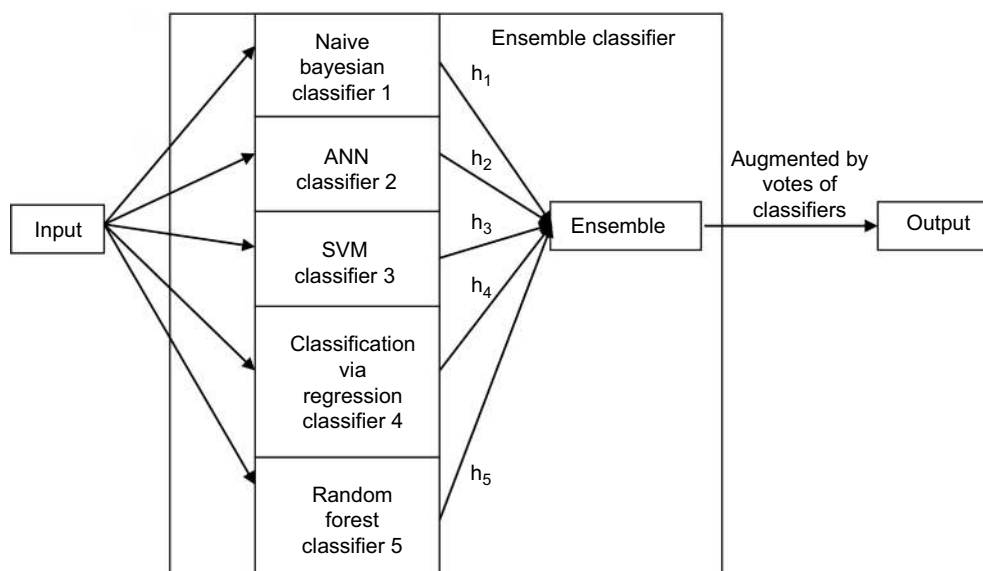 Input
Naive
bayesian
classifier 1
ANN
classifier 2
SVM
classifier 3
Classification
via
regression
classifier 4
Random
forest
classifier 5
Ensemble classifier
h1
h2
h3
h4
h5
Ensemble
Augmented by
votes of
classifiers
Output